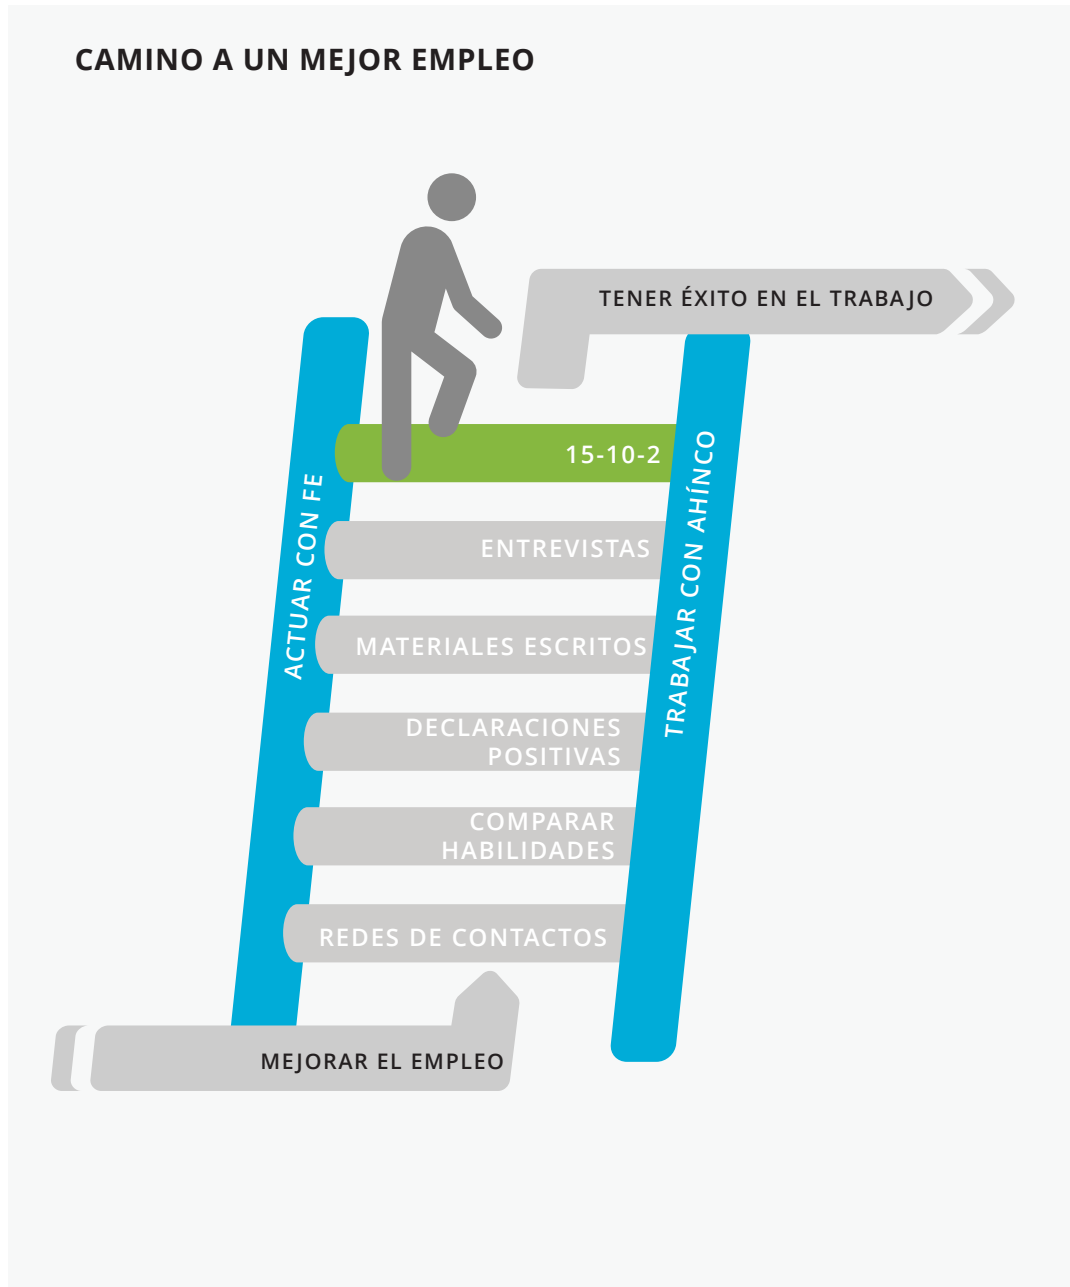 CAMINO A UN MEJOR EMPLEO
TENER ÉXITO EN EL TRABAJO
15-10-2
ENTREVISTAS
MATERIALES ESCRITOS
DECLARACIONES
POSITIVAS
COMPARAR
HABILIDADES
REDES DE CONTACTOS
ACTUAR CON FE
TRABAJAR CON AHÍNCO
MEJORAR EL EMPLEO